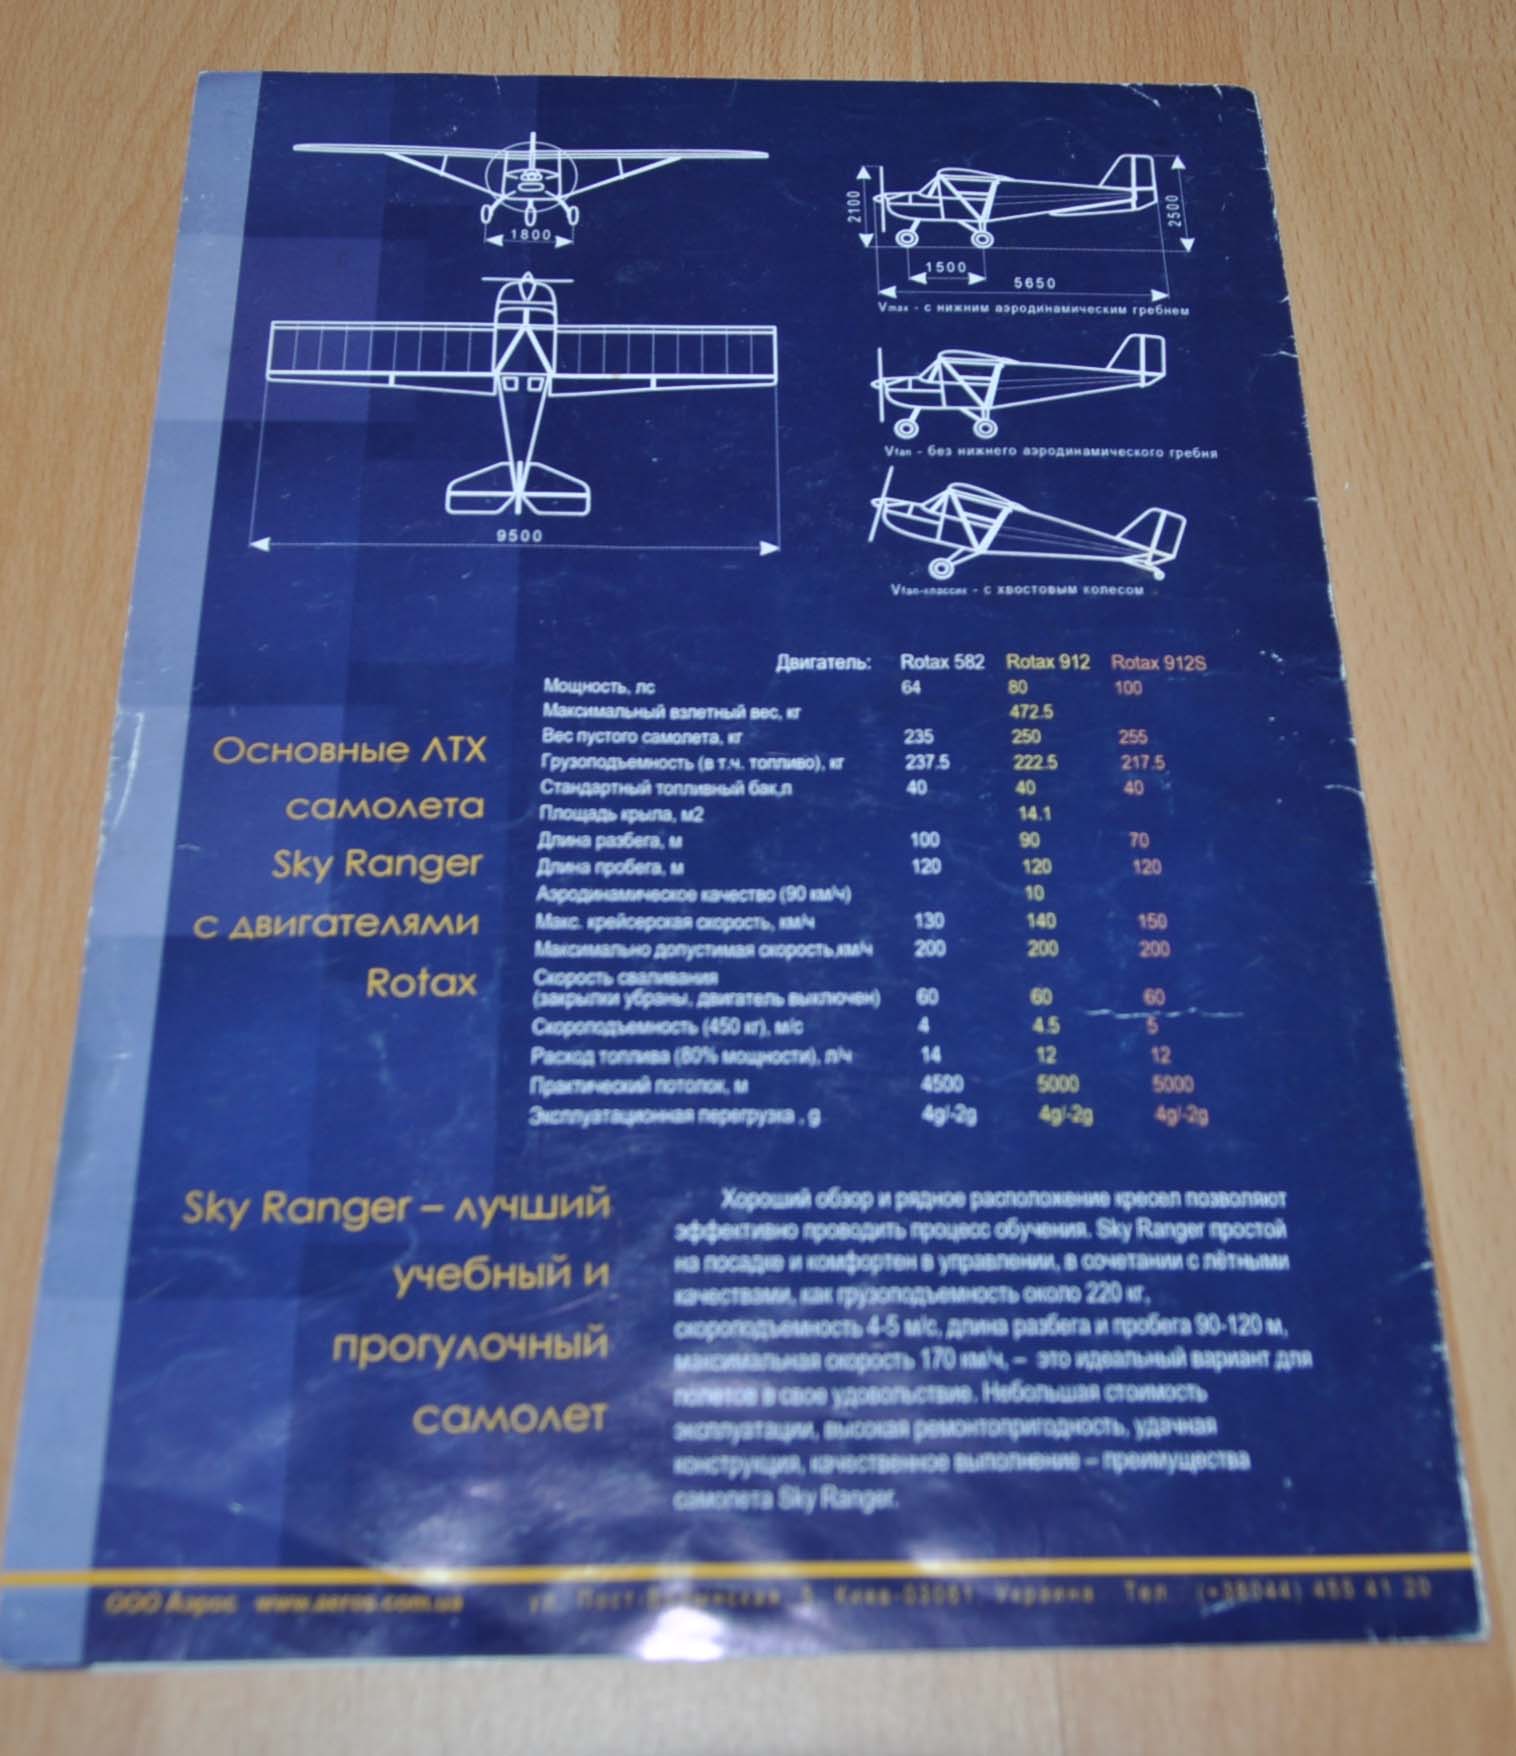 1800
2100
2500
1500
5650
Vmax - с нижним аэродинамическим гребнем
Vfan - без нижнего аэродинамического гребня
9500
Vfan-классик - с хвостовым колесом
Двигатель: Rotax 582 Rotax 912 Rotax 912S
Мощность, лс 64 80 100
Максимальный взлетный вес, кг 472.5
Вес пустого самолета, кг 235 250 255
Грузоподъемность (в т.ч. топливо), кг 237.5 222.5 217.5
Стандартный топливный бак,л 40 40 40
Площадь крыла, м2 14.1
Длина разбега, м 100 90 70
Длина пробега, м 120 120 120
Аэродинамическое качество (90 км/ч) 10
Макс. крейсерская скорость, км/ч 130 140 150
Максимально допустимая скорость,км/ч 200 200 200
Скорость сваливания
(закрылки убраны, двигатель выключен) 60 60 60
Скороподъемность (450 кг), м/с 4 4.5 5
Расход топлива (80% мощности), л/ч 14 12 12
Практический потолок, м 4500 5000 5000
Эксплуатационная перегрузка , g 4g/-2g 4g/-2g 4g/-2g
Основные ЛТХ
самолета
Sky Ranger
с двигателями
Rotax
Sky Ranger – лучший
учебный и
прогулочный
самолет
Хороший обзор и рядное расположение кресел позволяют
эффективно проводить процесс обучения. Sky Ranger простой
на посадке и комфортен в управлении, в сочетании с лётными
качествами, как грузоподъемность около 220 кг,
скороподъемность 4-5 м/с, длина разбега и пробега 90-120 м,
максимальная скорость 170 км/ч, – это идеальный вариант для
полетов в свое удовольствие. Небольшая стоимость
эксплуатации, высокая ремонтопригодность, удачная
конструкция, качественное выполнение – преимущества
самолета Sky Ranger.
ООО Аэрос www.aeros.com.ua ул. Киев-03061 Украина Тел. (+38044) 455 41 20